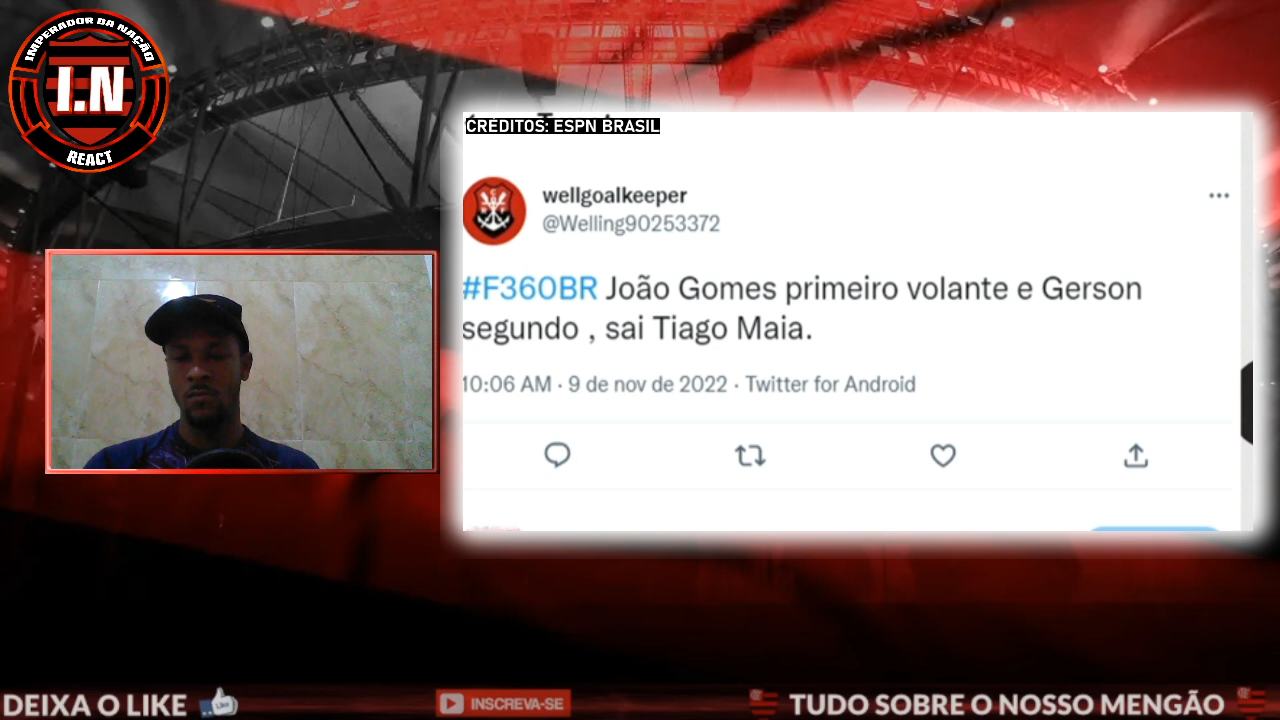 IMPERADOR DA NAÇÃO
I.N
REACT
CRÉDITOS: ESPN BRASIL
wellgoalkeeper
@Welling90253372
#F360BR João Gomes primeiro volante e Gerson
segundo , sai Tiago Maia.
10:06 AM · 9 de nov de 2022 · Twitter for Android
DEIXA O LIKE
Like
INSCREVA-SE
TUDO SOBRE O NOSSO MENGÃO